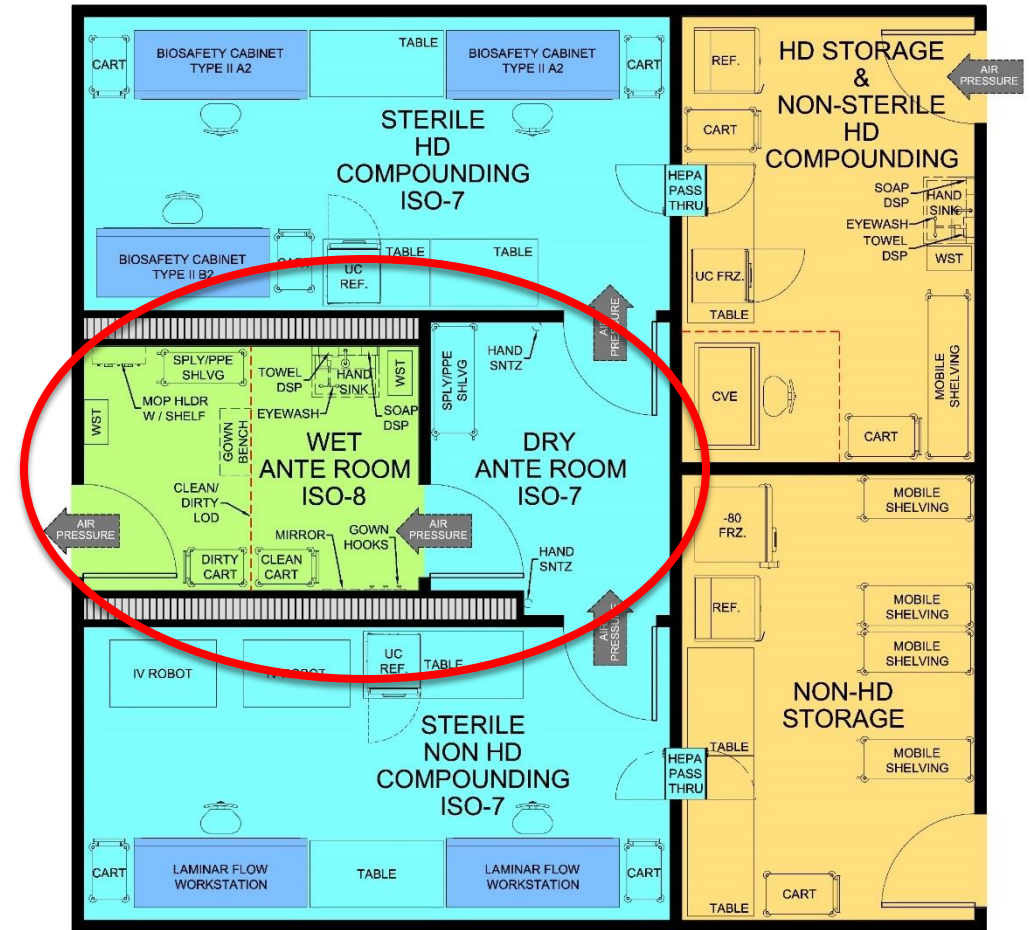 CART
BIOSAFETY CABINET
TYPE II A2
TABLE
BIOSAFETY CABINET
TYPE II A2
CART
STERILE
HD
COMPOUNDING
ISO-7
BIOSAFETY CABINET
TYPE II B2
UC
REF.
TABLE
TABLE
HEPA
PASS
THRU
REF.
HD STORAGE
&
NON-STERILE
HD
COMPOUNDING
AIR
PRESSURE
CART
SOAP
DSP
HAND
SINK
EYEWASH
TOWEL
DSP
WST
UC FRZ.
TABLE
CVE
MOBILE
SHELVING
CART
AIR
PRESSURE
MOP HLDR
W / SHELF
SPLY/PPE
SHLVG
WST
GOWN
BENCH
TOWEL
DSP
HAND
SINK
EYEWASH
SOAP
DSP
WST
WET
ANTE ROOM
ISO-8
CLEAN/
DIRTY
LOD
MIRROR
GOWN
HOOKS
DIRTY
CART
CLEAN
CART
AIR
PRESSURE
AIR
PRESSURE
SPLY/PPE
SHLVG
HAND
SNTZ
DRY
ANTE ROOM
ISO-7
HAND
SNTZ
AIR
PRESSURE
-80
FRZ.
MOBILE
SHELVING
REF.
MOBILE
SHELVING
MOBILE
SHELVING
NON-HD
STORAGE
MOBILE
SHELVING
TABLE
CART
TABLE
IV ROBOT
UC
REF.
TABLE
STERILE
NON HD
COMPOUNDING
ISO-7
HEPA
PASS
THRU
CART
LAMINAR FLOW
WORKSTATION
TABLE
LAMINAR FLOW
WORKSTATION
CART